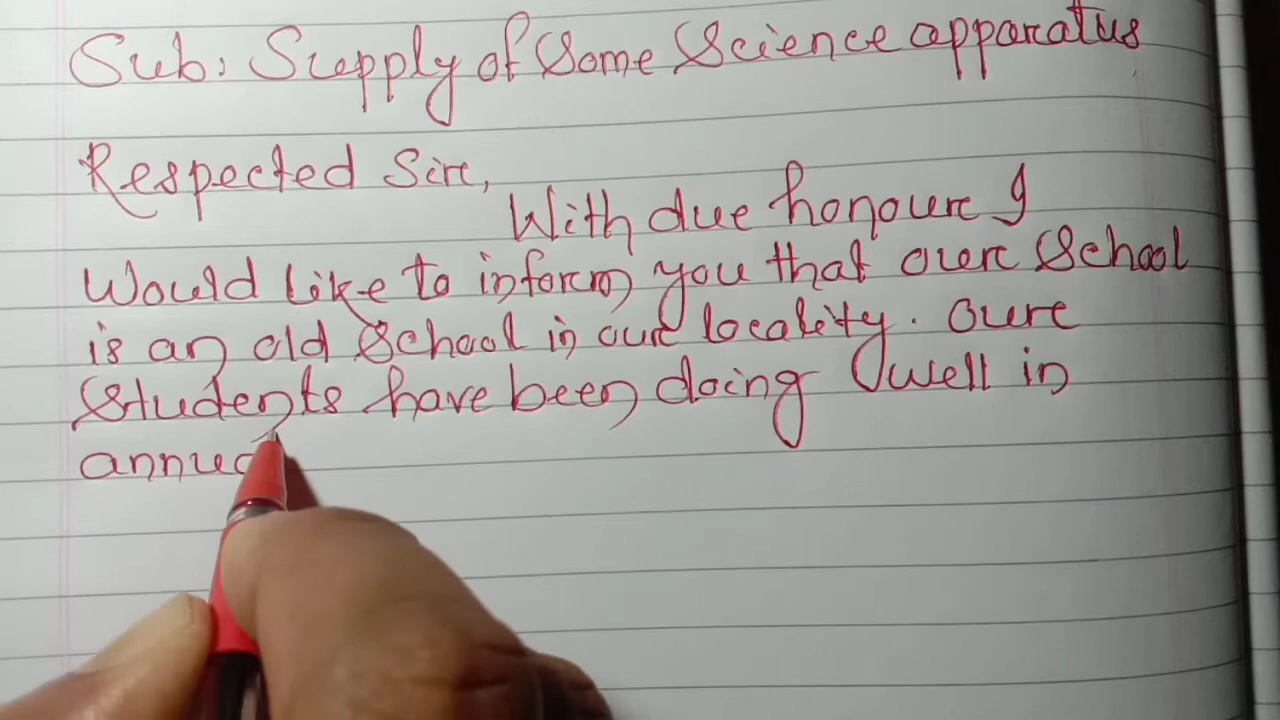 Sub: Supply of Some Science apparatus
Respected Sir,
With due honour I
Would like to inform you that our School
is an old School in our locality. Our
Students have been doing well in
annua